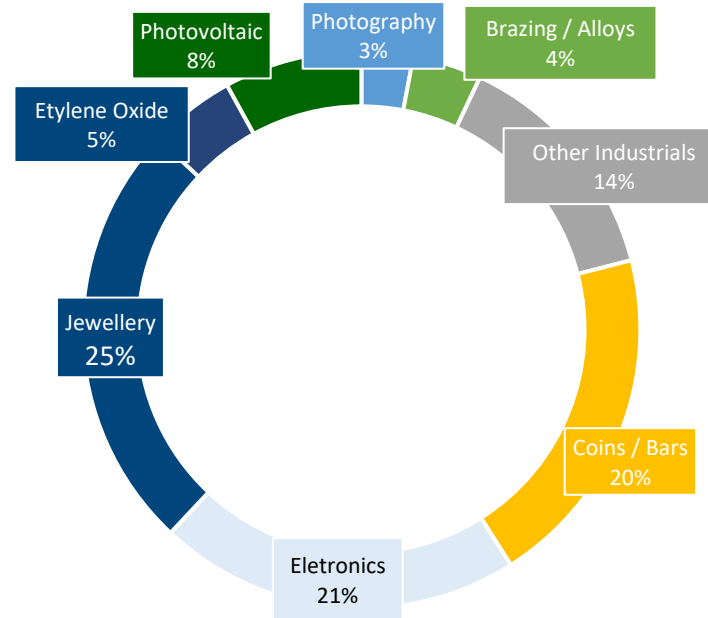 Photovoltaic
8%
Photography
3%
Brazing / Alloys
4%
Etylene Oxide
5%
Other Industrials
14%
Jewellery
25%
Coins / Bars
20%
Eletronics
21%